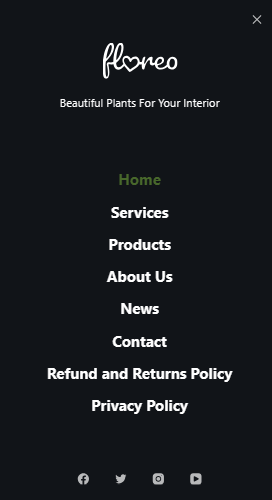 floreo
Beautiful Plants For Your Interior
Home
Services
Products
About Us
News
Contact
Refund and Returns Policy
Privacy Policy